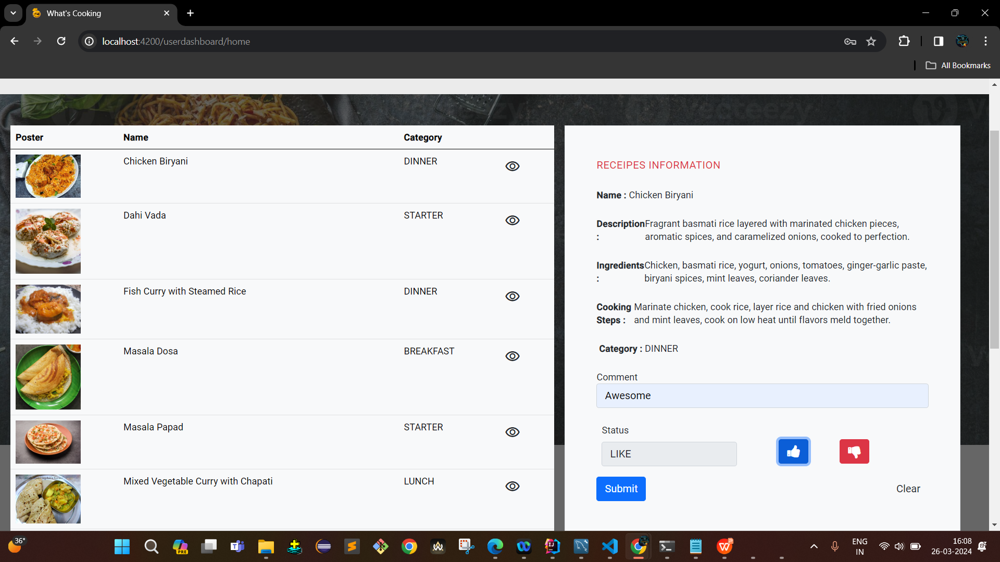 What's Cooking
localhost:4200/userdashboard/home
All Bookmarks
Vecteezy
Poster Name Category
Chicken Biryani DINNER
Dahi Vada STARTER
Fish Curry with Steamed Rice DINNER
Masala Dosa BREAKFAST
Masala Papad STARTER
Mixed Vegetable Curry with Chapati LUNCH
RECEIPES INFORMATION
Name : Chicken Biryani
Description Fragrant basmati rice layered with marinated chicken pieces,
: aromatic spices, and caramelized onions, cooked to perfection.
Ingredients Chicken, basmati rice, yogurt, onions, tomatoes, ginger-garlic paste,
: biryani spices, mint leaves, coriander leaves.
Cooking Marinate chicken, cook rice, layer rice and chicken with fried onions
Steps : and mint leaves, cook on low heat until flavors meld together.
Category : DINNER
Comment
Awesome
Status
LIKE
Submit Clear
36°
PRE
ENG
IN
16:08
26-03-2024